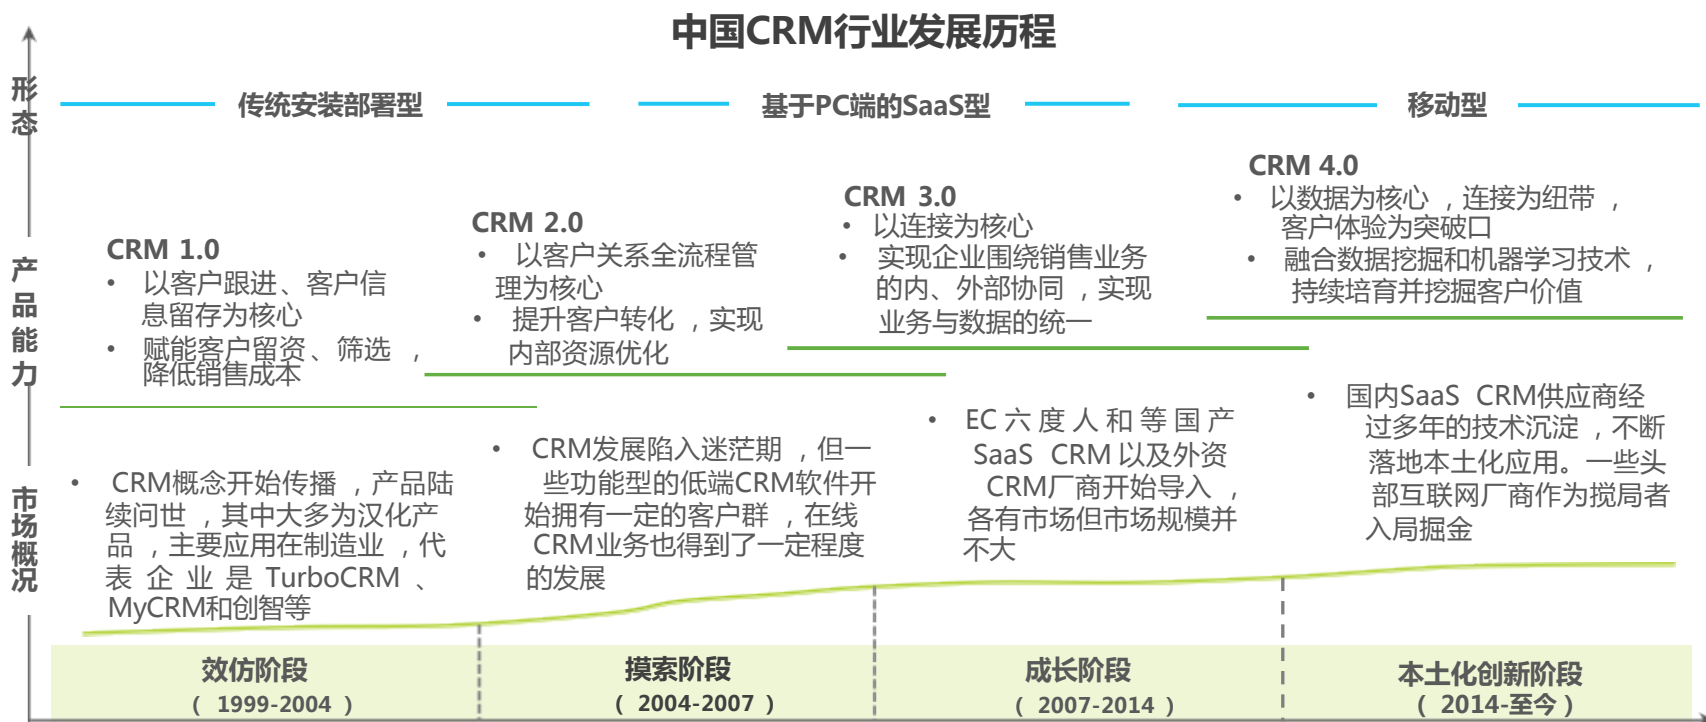 中国CRM行业发展历程
形态
传统安装部署型
基于PC端的SaaS型
移动型
产品能力
CRM 1.0
• 以客户跟进、客户信
息留存为核心
• 赋能客户留资、筛选，
降低销售成本
CRM 2.0
• 以客户关系全流程管
理为核心
• 提升客户转化，实现
内部资源优化
CRM 3.0
• 以连接为核心
• 实现企业围绕销售业务
的内、外部协同，实现
业务与数据的统一
CRM 4.0
• 以数据为核心，连接为纽带，
客户体验为突破口
• 融合数据挖掘和机器学习技术，
持续培育并挖掘客户价值
市场概况
• CRM概念开始传播，产品陆
续问世，其中大多为汉化产
品，主要应用在制造业，代
表企业是TurboCRM、
MyCRM和创智等
• CRM发展陷入迷茫期，但一
些功能型的低端CRM软件开
始拥有一定的客户群，在线
CRM业务也得到了一定程度
的发展
• EC六度人和等国产
SaaS CRM以及外资
CRM厂商开始导入，
各有市场但市场规模并
不大
• 国内SaaS CRM供应商经
过多年的技术沉淀，不断
落地本土化应用。一些头
部互联网厂商作为搅局者
入局掘金
效仿阶段
（1999-2004）
摸索阶段
（2004-2007）
成长阶段
（2007-2014）
本土化创新阶段
（2014-至今）